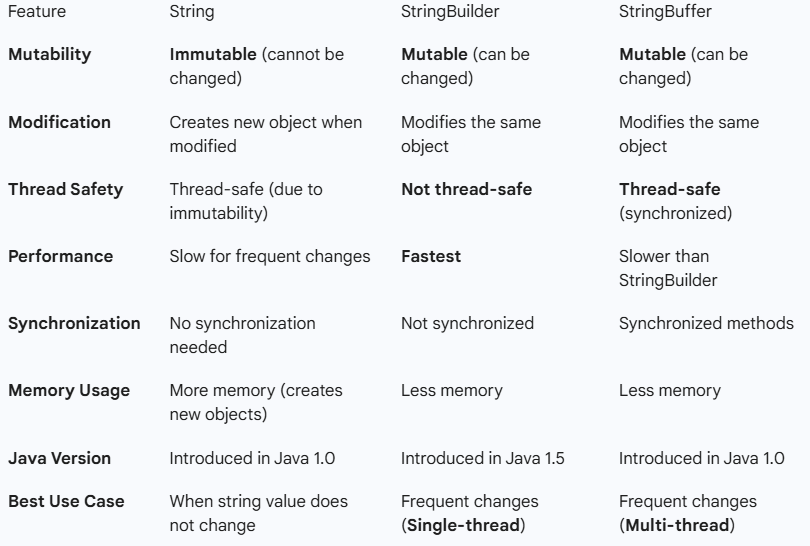 Feature String StringBuilder StringBuffer
Mutability Immutable (cannot be Mutable (can be Mutable (can be
changed) changed) changed)
Modification Creates new object when Modifies the same Modifies the same
modified object object
Thread Safety Thread-safe (due to Not thread-safe Thread-safe
immutability) (synchronized)
Performance Slow for frequent changes Fastest Slower than
StringBuilder
Synchronization No synchronization Not synchronized Synchronized methods
needed
Memory Usage More memory (creates Less memory Less memory
new objects)
Java Version Introduced in Java 1.0 Introduced in Java 1.5 Introduced in Java 1.0
Best Use Case When string value does Frequent changes Frequent changes
not change (Single-thread) (Multi-thread)